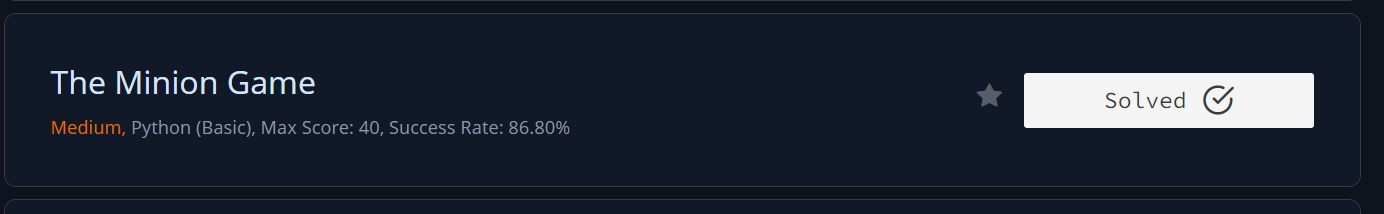 The Minion Game
Medium, Python (Basic), Max Score: 40, Success Rate: 86.80%
Solved